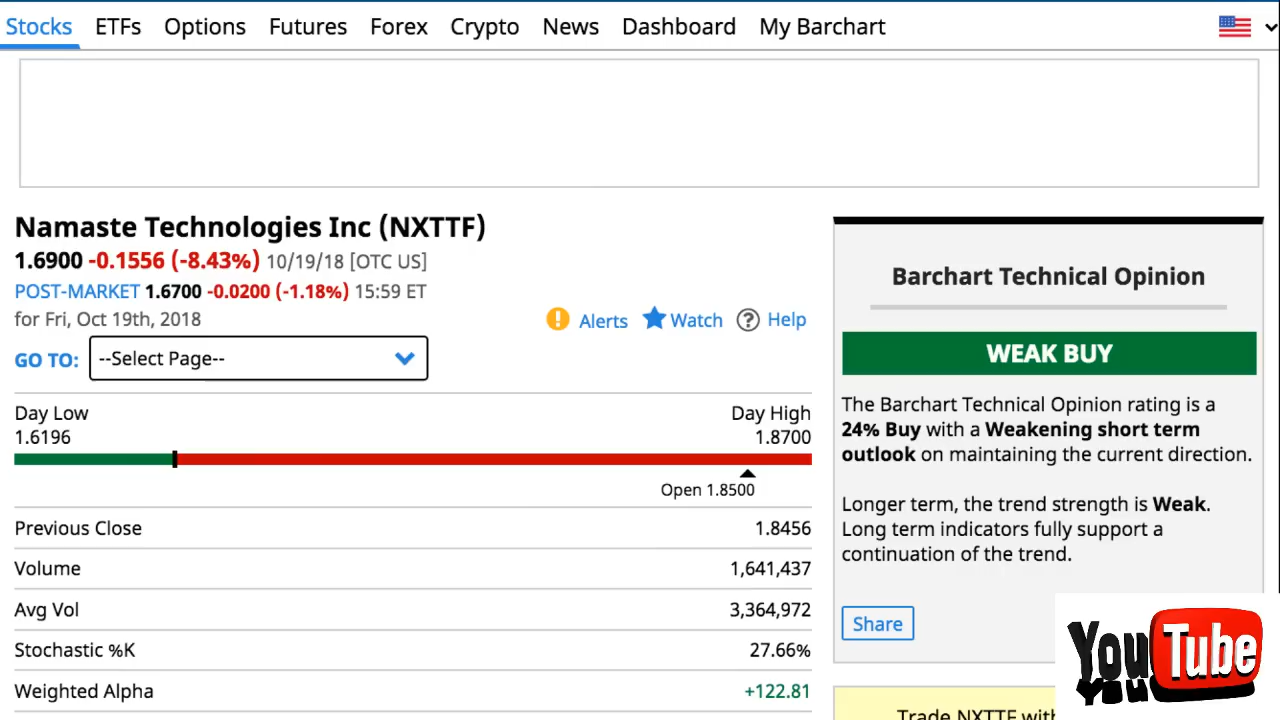 Stocks ETFs Options Futures Forex Crypto News Dashboard My Barchart
Namaste Technologies Inc (NXTTF)
1.6900 -0.1556 (-8.43%) 10/19/18 [OTC US]
POST-MARKET 1.6700 -0.0200 (-1.18%) 15:59 ET
for Fri, Oct 19th, 2018
Alerts Watch Help
GO TO: --Select Page--
Day Low Day High
1.6196 1.8700
Open 1.8500
Previous Close 1.8456
Volume 1,641,437
Avg Vol 3,364,972
Stochastic %K 27.66%
Weighted Alpha +122.81
Barchart Technical Opinion
WEAK BUY
The Barchart Technical Opinion rating is a
24% Buy with a Weakening short term
outlook on maintaining the current direction.
Longer term, the trend strength is Weak.
Long term indicators fully support a
continuation of the trend.
Share
YouTube
Trade NXTTF with